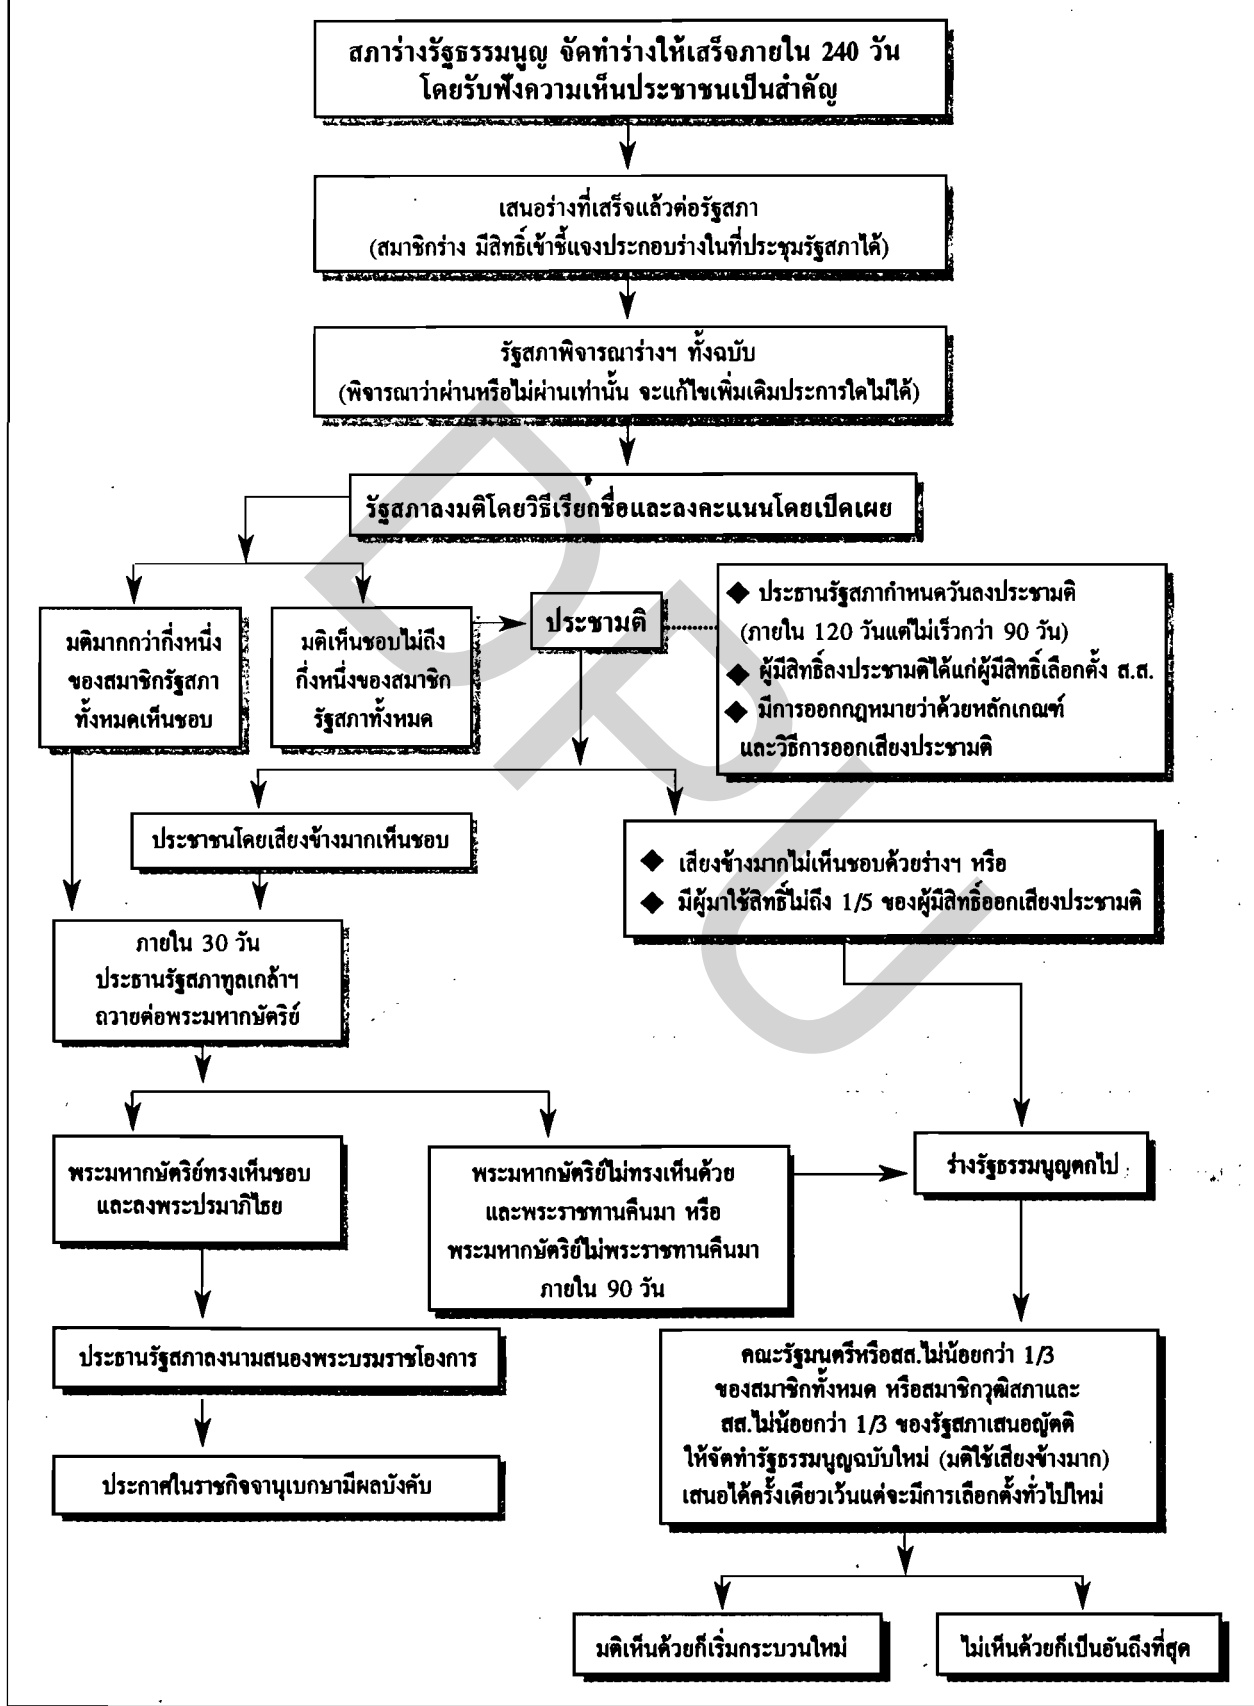 สภาร่างรัฐธรรมนูญ จัดทำร่างให้เสร็จภายใน 240 วัน
โดยรับฟังความเห็นประชาชนเป็นสำคัญ
เสนอร่างที่เสร็จแล้วต่อรัฐสภา
(สมาชิกร่าง มีสิทธิ์เข้าชี้แจงประกอบร่างในที่ประชุมรัฐสภาได้)
รัฐสภาพิจารณาร่างฯ ทั้งฉบับ
(พิจารณาว่าผ่านหรือไม่ผ่านเท่านั้น จะแก้ไขเพิ่มเติมประการใดไม่ได้)
รัฐสภาลงมติโดยวิธีเรียกชื่อและลงคะแนนโดยเปิดเผย
มติมากกว่ากึ่งหนึ่ง
ของสมาชิกรัฐสภา
ทั้งหมดเห็นชอบ
มติเห็นชอบไม่ถึง
กึ่งหนึ่งของสมาชิก
รัฐสภาทั้งหมด
ประชามติ
◆ ประธานรัฐสภากำหนดวันลงประชามติ
(ภายใน 120 วันแต่ไม่เร็วกว่า 90 วัน)
◆ ผู้มีสิทธิ์ลงประชามติได้แก่ผู้มีสิทธิ์เลือกตั้ง ส.ส.
◆ มีการออกกฎหมายว่าด้วยหลักเกณฑ์
และวิธีการออกเสียงประชามติ
ประชาชนโดยเสียงข้างมากเห็นชอบ
◆ เสียงข้างมากไม่เห็นชอบด้วยร่างฯ หรือ
◆ มีผู้มาใช้สิทธิ์ไม่ถึง 1/5 ของผู้มีสิทธิ์ออกเสียงประชามติ
ภายใน 30 วัน
ประธานรัฐสภาทูลเกล้าฯ
ถวายต่อพระมหากษัตริย์
พระมหากษัตริย์ทรงเห็นชอบ
และลงพระปรมาภิไธย
พระมหากษัตริย์ไม่ทรงเห็นด้วย
และพระราชทานคืนมา หรือ
พระมหากษัตริย์ไม่พระราชทานคืนมา
ภายใน 90 วัน
ร่างรัฐธรรมนูญตกไป
ประธานรัฐสภาลงนามสนองพระบรมราชโองการ
ประกาศในราชกิจจานุเบกษามีผลบังคับ
คณะรัฐมนตรีหรือสส.ไม่น้อยกว่า 1/3
ของสมาชิกทั้งหมด หรือสมาชิกวุฒิสภาและ
สส.ไม่น้อยกว่า 1/3 ของรัฐสภาเสนอญัตติ
ให้จัดทำรัฐธรรมนูญฉบับใหม่ (มติใช้เสียงข้างมาก)
เสนอได้ครั้งเดียวเว้นแต่จะมีการเลือกตั้งทั่วไปใหม่
มติเห็นด้วยก็เริ่มกระบวนใหม่
ไม่เห็นด้วยก็เป็นอันถึงที่สุด
DPU